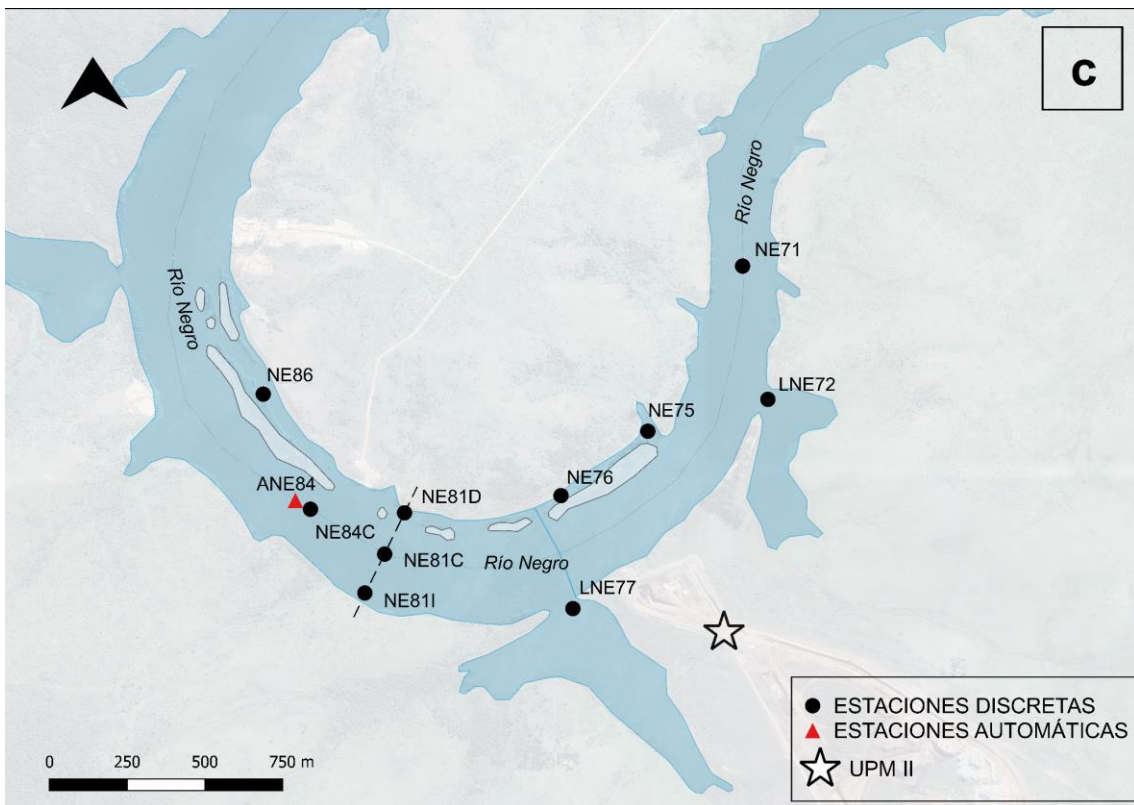 C
Río Negro
NE71
Río Negro
NE86
LNE72
NE75
ANE84
NE76
NE81D
NE84C
NE81C
Río Negro
NE81I
LNE77
0 250 500 750 m
ESTACIONES DISCRETAS
ESTACIONES AUTOMÁTICAS
UPM II